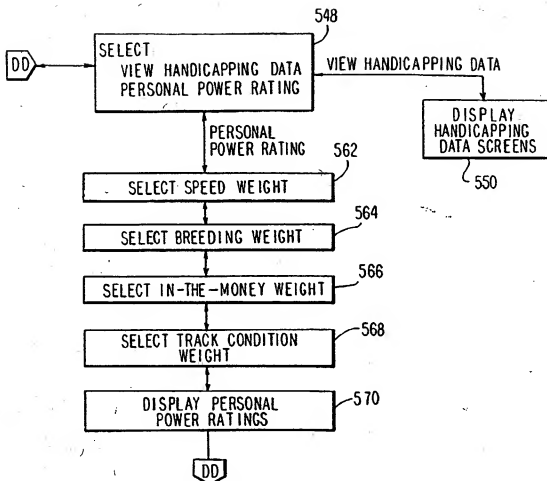 548
DD
SELECT
VIEW HANDICAPPING DATA
PERSONAL POWER RATING
VIEW HANDICAPPING DATA
DISPLAY
HANDICAPPING
DATA SCREENS
550
PERSONAL
POWER RATING
562
SELECT SPEED WEIGHT
564
SELECT BREEDING WEIGHT
566
SELECT IN-THE-MONEY WEIGHT
568
SELECT TRACK CONDITION
WEIGHT
DISPLAY PERSONAL
POWER RATINGS
570
DD